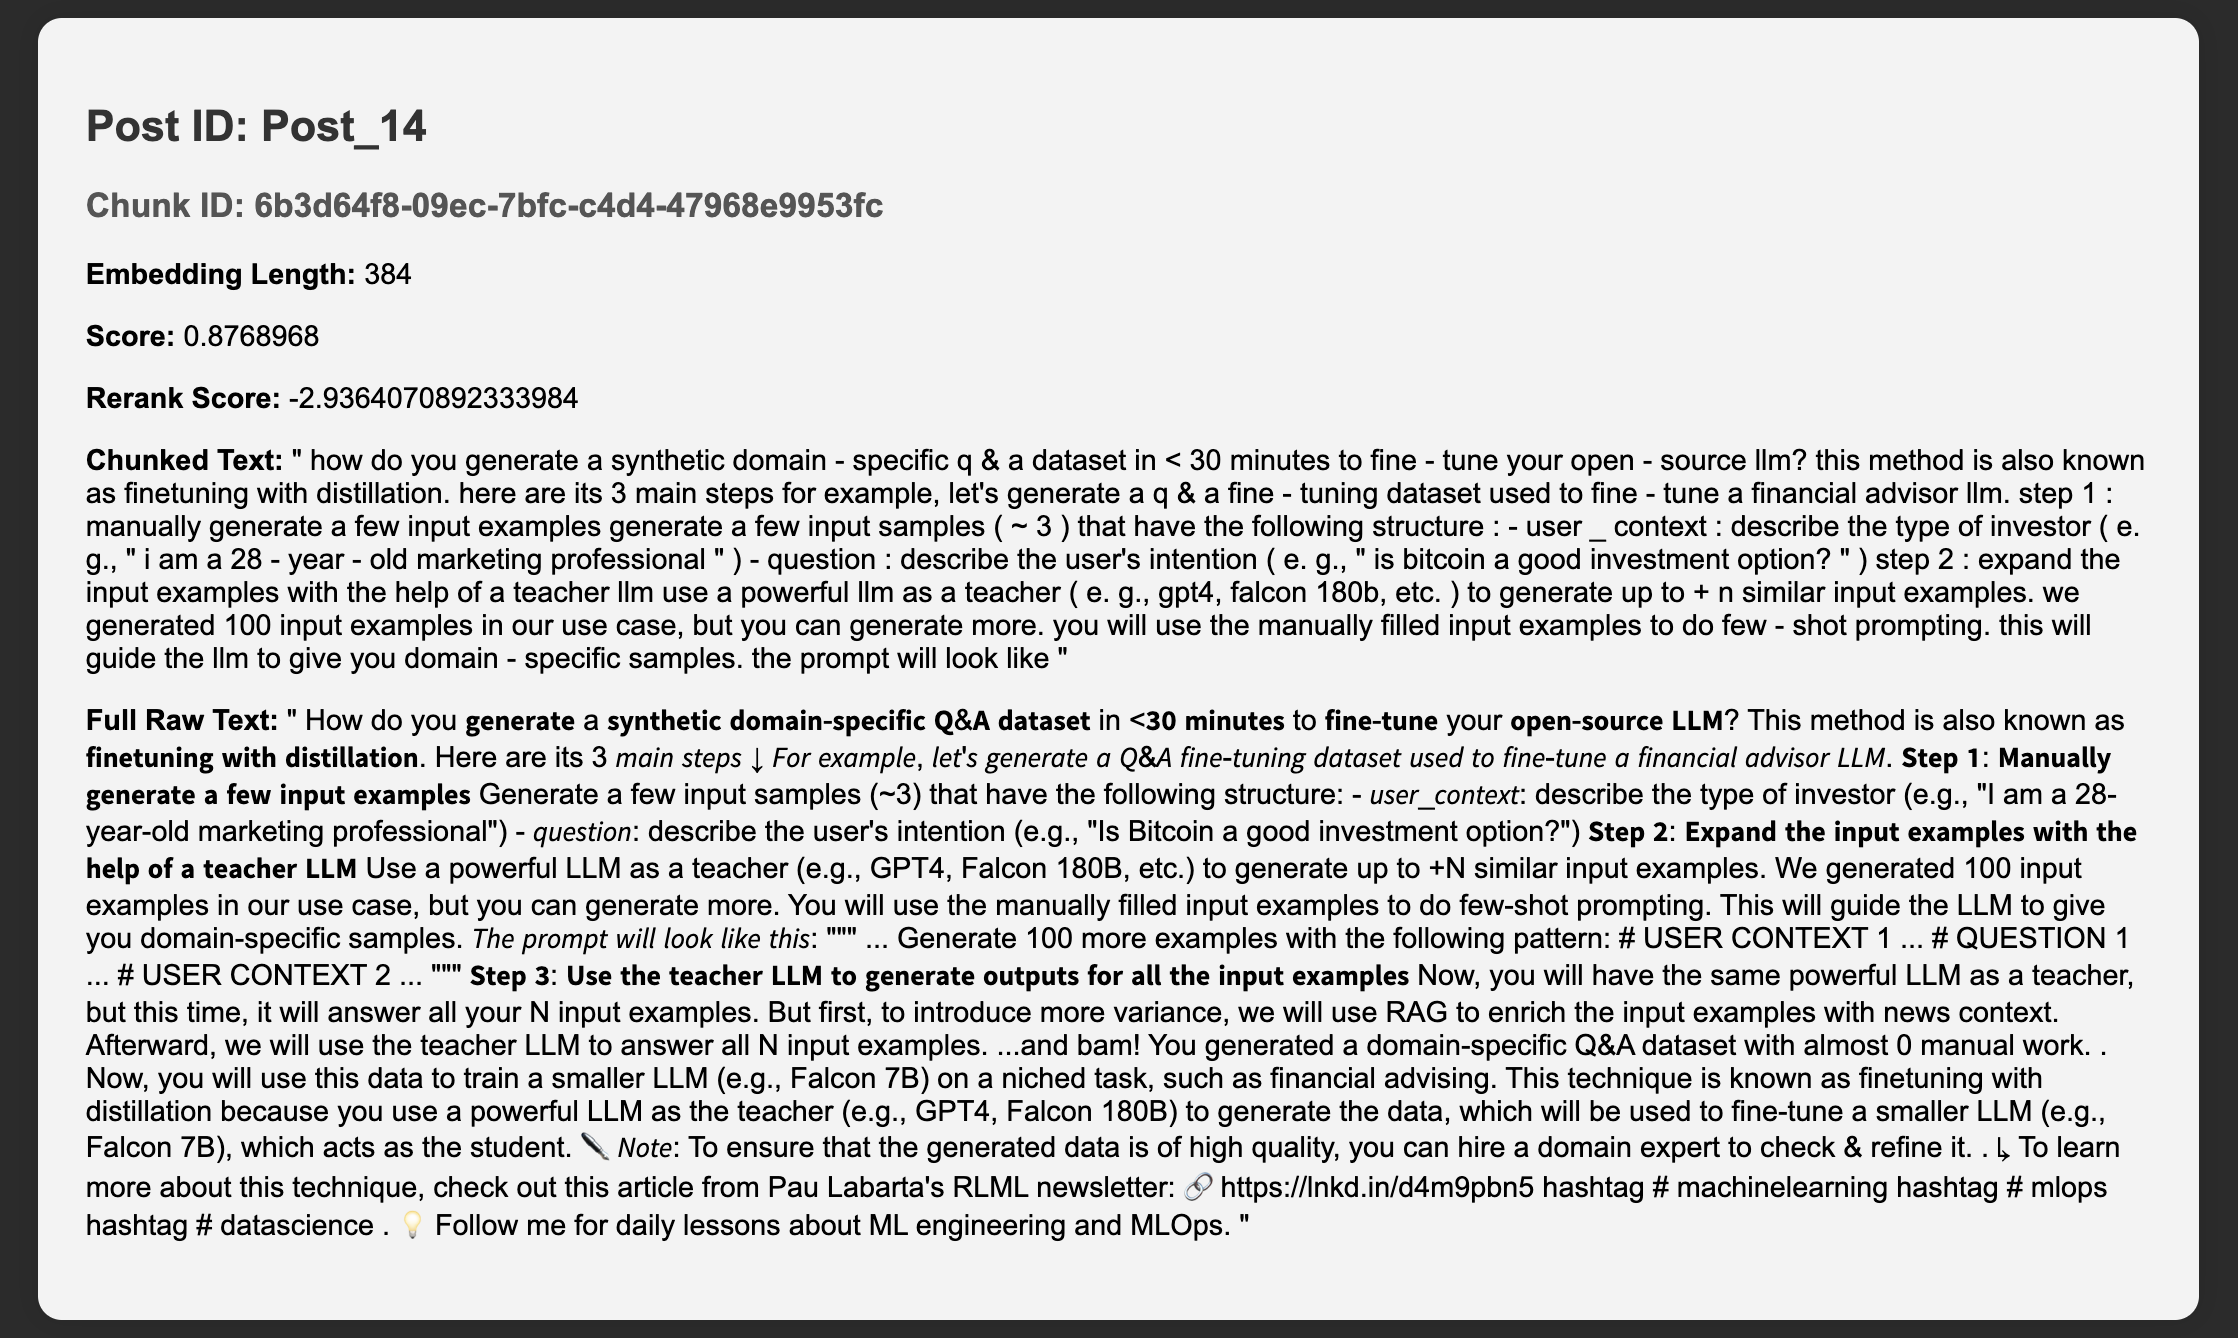 Post ID: Post_14
Chunk ID: 6b3d64f8-09ec-7bfc-c4d4-47968e9953fc
Embedding Length: 384
Score: 0.8768968
Rerank Score: -2.9364070892333984
Chunked Text: " how do you generate a synthetic domain - specific q & a dataset in < 30 minutes to fine - tune your open - source llm? this method is also known
as finetuning with distillation. here are its 3 main steps for example, let's generate a q & a fine - tuning dataset used to fine - tune a financial advisor llm. step 1 :
manually generate a few input examples generate a few input samples ( ~ 3 ) that have the following structure : - user _ context : describe the type of investor ( e.
g., " i am a 28 - year - old marketing professional " ) - question : describe the user's intention ( e. g., " is bitcoin a good investment option? " ) step 2 : expand the
input examples with the help of a teacher llm use a powerful llm as a teacher ( e. g., gpt4, falcon 180b, etc. ) to generate up to + n similar input examples. we
generated 100 input examples in our use case, but you can generate more. you will use the manually filled input examples to do few - shot prompting. this will
guide the llm to give you domain - specific samples. the prompt will look like "
Full Raw Text: " How do you generate a synthetic domain-specific Q&A dataset in <30 minutes to fine-tune your open-source LLM? This method is also known as
finetuning with distillation. Here are its 3 main steps ↓ For example, let's generate a Q&A fine-tuning dataset used to fine-tune a financial advisor LLM. Step 1: Manually
generate a few input examples Generate a few input samples (~3) that have the following structure: - user_context: describe the type of investor (e.g., "I am a 28-
year-old marketing professional") - question: describe the user's intention (e.g., "Is Bitcoin a good investment option?") Step 2: Expand the input examples with the
help of a teacher LLM Use a powerful LLM as a teacher (e.g., GPT4, Falcon 180B, etc.) to generate up to +N similar input examples. We generated 100 input
examples in our use case, but you can generate more. You will use the manually filled input examples to do few-shot prompting. This will guide the LLM to give
you domain-specific samples. The prompt will look like this: """ ... Generate 100 more examples with the following pattern: # USER CONTEXT 1 ... # QUESTION 1
... # USER CONTEXT 2 ... """ Step 3: Use the teacher LLM to generate outputs for all the input examples Now, you will have the same powerful LLM as a teacher,
but this time, it will answer all your N input examples. But first, to introduce more variance, we will use RAG to enrich the input examples with news context.
Afterward, we will use the teacher LLM to answer all N input examples. ...and bam! You generated a domain-specific Q&A dataset with almost 0 manual work. .
Now, you will use this data to train a smaller LLM (e.g., Falcon 7B) on a niched task, such as financial advising. This technique is known as finetuning with
distillation because you use a powerful LLM as the teacher (e.g., GPT4, Falcon 180B) to generate the data, which will be used to fine-tune a smaller LLM (e.g.,
Falcon 7B), which acts as the student. ✒️ Note: To ensure that the generated data is of high quality, you can hire a domain expert to check & refine it. . ↳ To learn
more about this technique, check out this article from Pau Labarta's RLML newsletter: 🔗 https://lnkd.in/d4m9pbn5 hashtag # machinelearning hashtag # mlops
hashtag # datascience . 💡 Follow me for daily lessons about ML engineering and MLOps. "